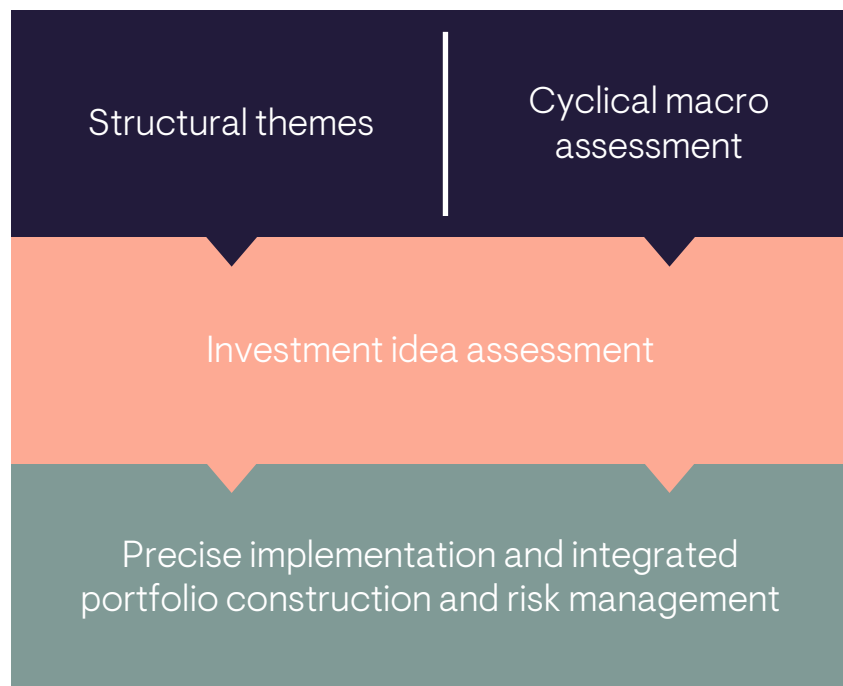 Structural themes
Cyclical macro
assessment
Investment idea assessment
Precise implementation and integrated
portfolio construction and risk management